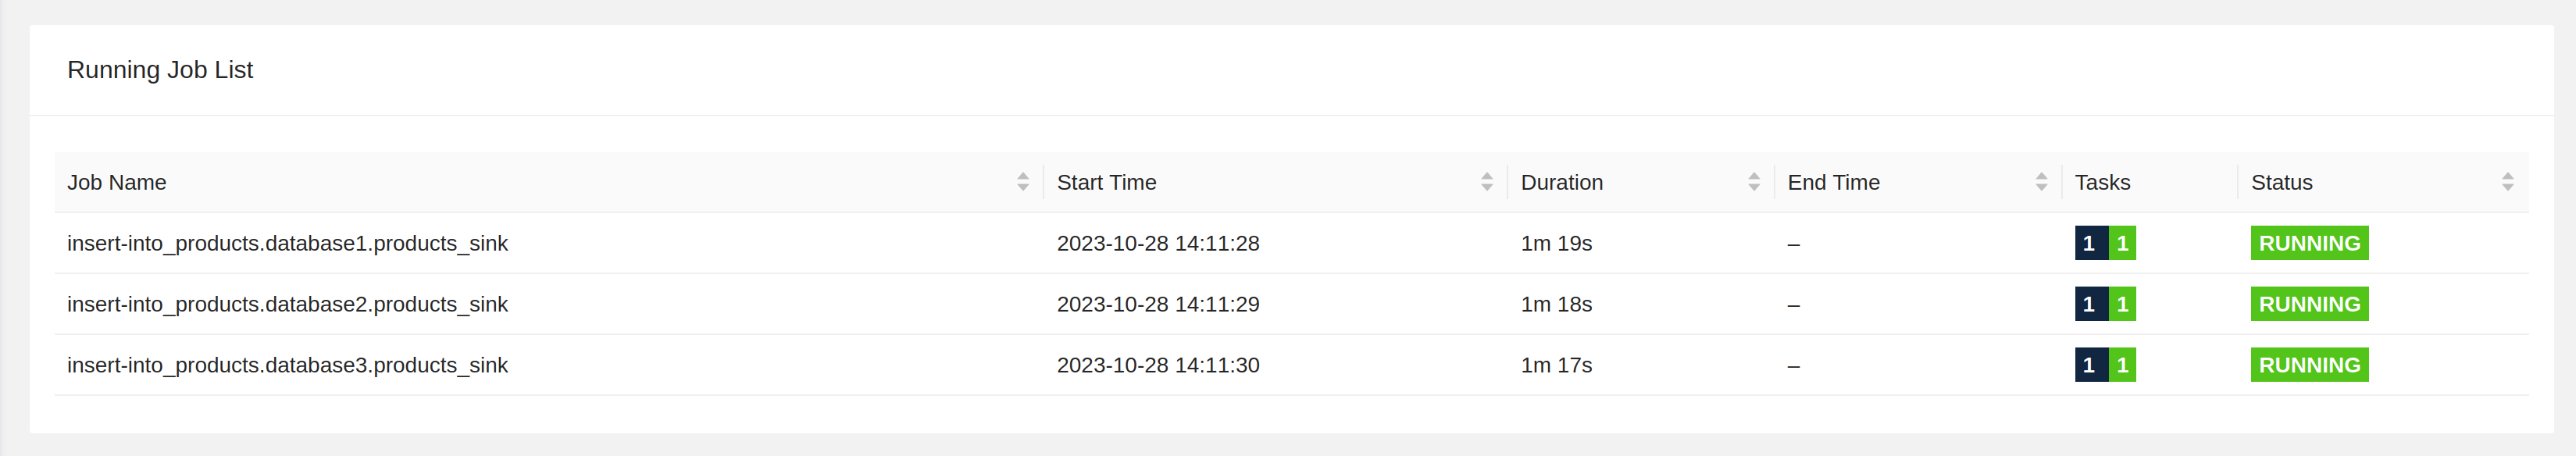 Running Job List
Job Name Start Time Duration End Time Tasks Status
insert-into_products.database1.products_sink 2023-10-28 14:11:28 1m 19s – 1 1 RUNNING
insert-into_products.database2.products_sink 2023-10-28 14:11:29 1m 18s – 1 1 RUNNING
insert-into_products.database3.products_sink 2023-10-28 14:11:30 1m 17s – 1 1 RUNNING